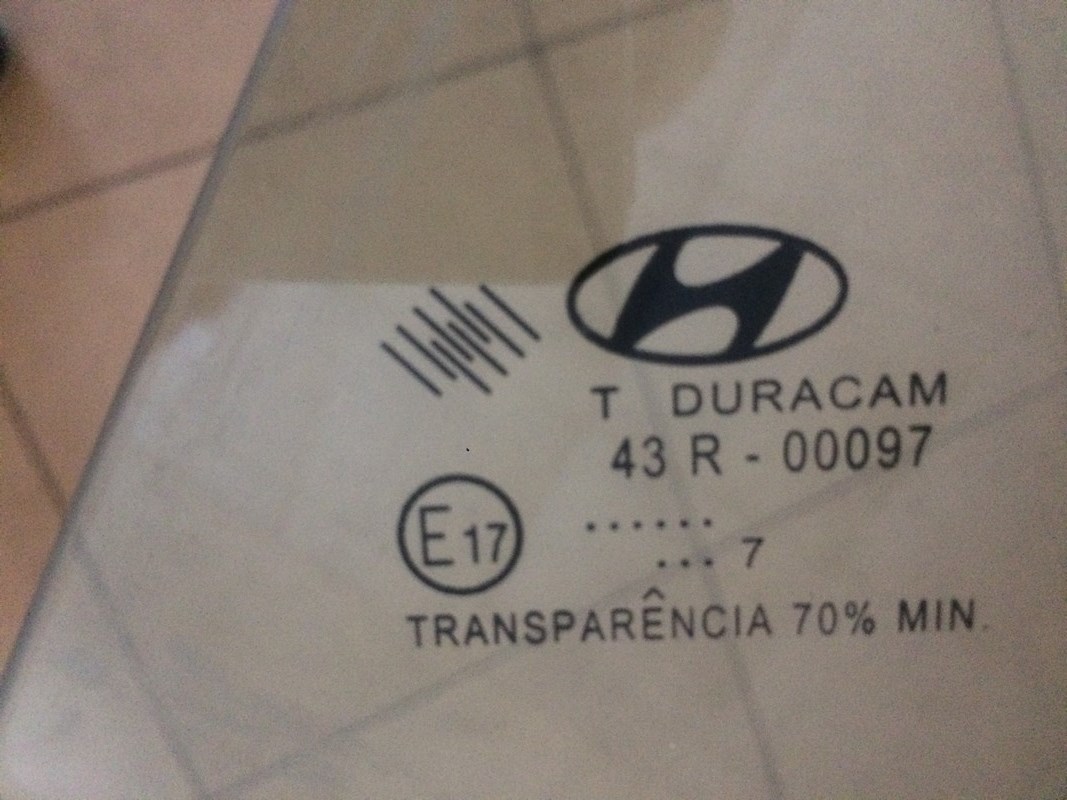 T DURACAM
43 R - 00097
E17
......
... 7
TRANSPARÊNCIA 70% MIN.